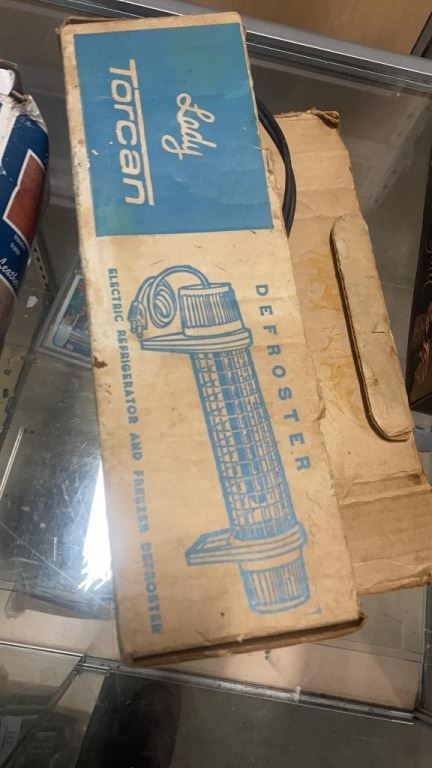 Lady
Torcan
DEFROSTER
ELECTRIC REFRIGERATOR AND FREEZER DEFROSTER